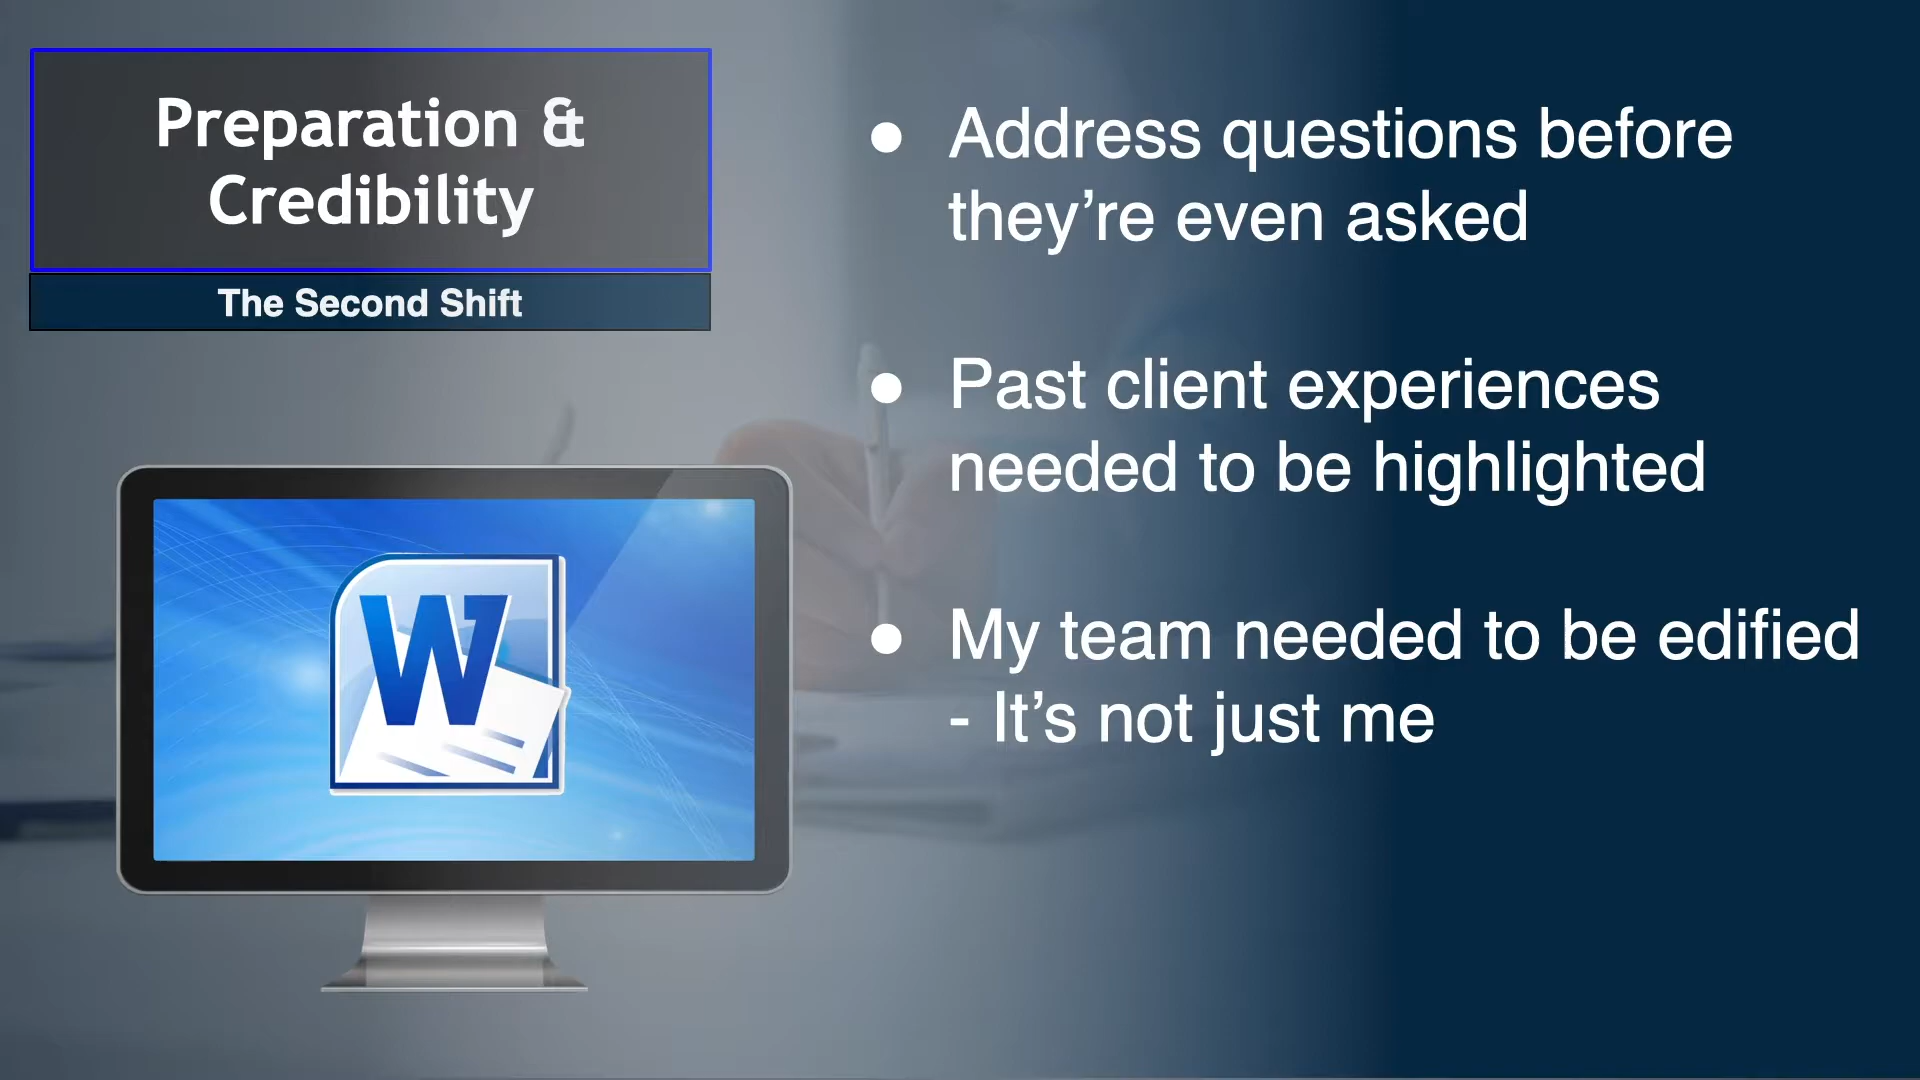 Preparation &
Credibility
The Second Shift
● Address questions before
they’re even asked
● Past client experiences
needed to be highlighted
● My team needed to be edified
- It’s not just me
W